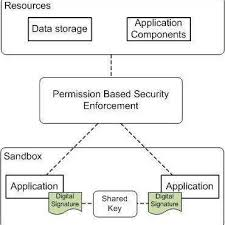 Resources
Data storage
Application
Components
Permission Based Security
Enforcement
Sandbox
Application
Application
Digital
Signature
Shared
Key
Digital
Signature